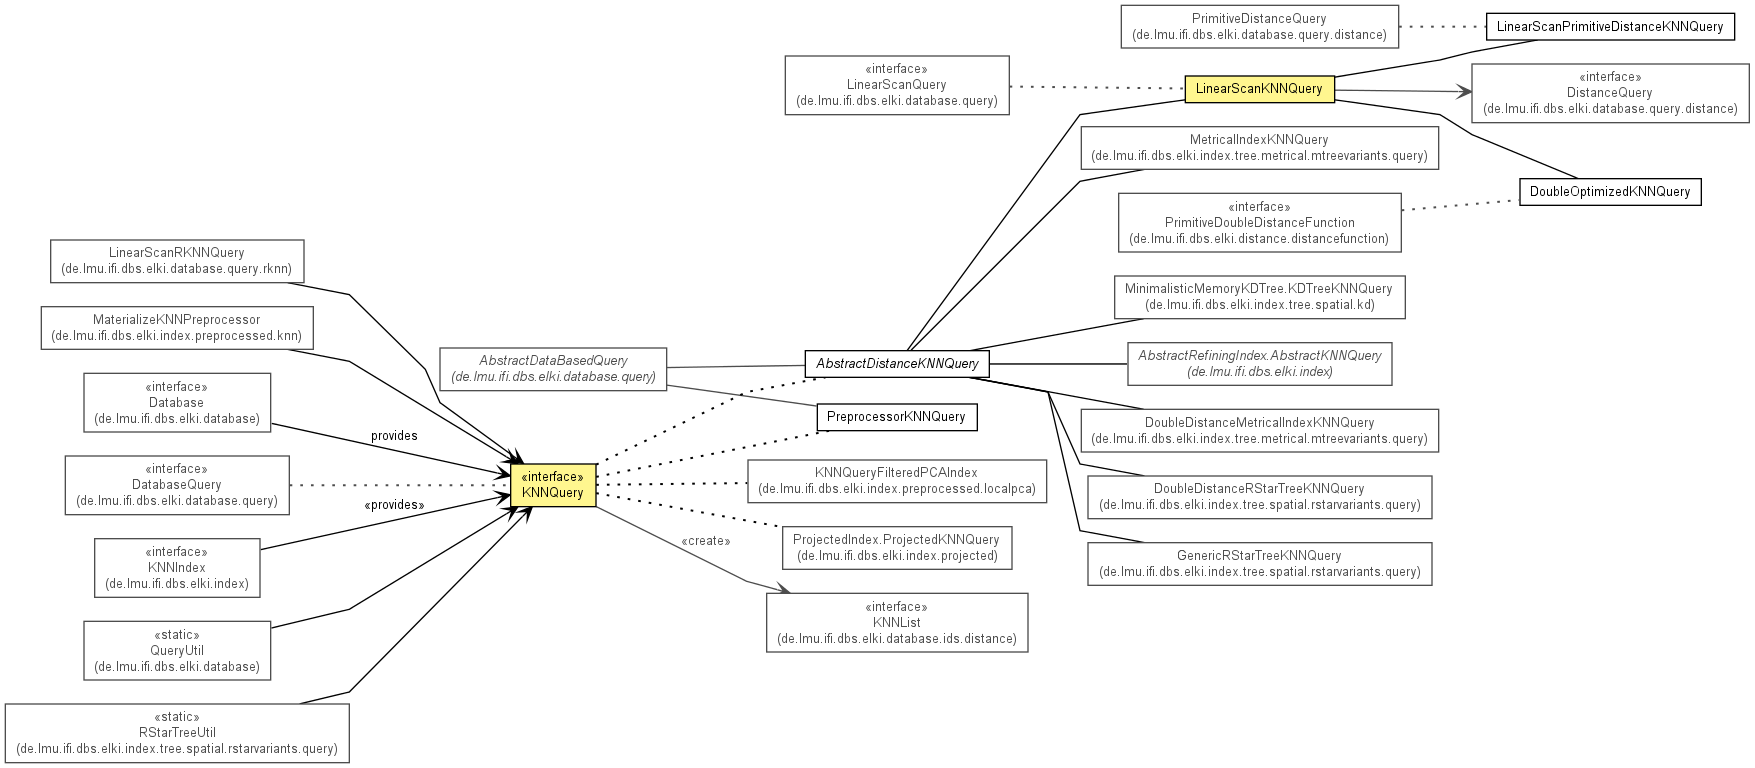 PrimitiveDistanceQuery
(de.lmu.ifi.dbs.elki.database.query.distance)
LinearScanPrimitiveDistanceKNNQuery
«interface»
LinearScanQuery
(de.lmu.ifi.dbs.elki.database.query)
LinearScanKNNQuery
«interface»
DistanceQuery
(de.lmu.ifi.dbs.elki.database.query.distance)
MetricalIndexKNNQuery
(de.lmu.ifi.dbs.elki.index.tree.metrical.mtreevariants.query)
DoubleOptimizedKNNQuery
«interface»
PrimitiveDoubleDistanceFunction
(de.lmu.ifi.dbs.elki.distance.distancefunction)
LinearScanRKNNQuery
(de.lmu.ifi.dbs.elki.database.query.rknn)
MinimalisticMemoryKDTree.KDTreeKNNQuery
(de.lmu.ifi.dbs.elki.index.tree.spatial.kd)
MaterializeKNNPreprocessor
(de.lmu.ifi.dbs.elki.index.preprocessed.knn)
AbstractDataBasedQuery
(de.lmu.ifi.dbs.elki.database.query)
AbstractDistanceKNNQuery
AbstractRefiningIndex.AbstractKNNQuery
(de.lmu.ifi.dbs.elki.index)
«interface»
Database
(de.lmu.ifi.dbs.elki.database)
PreprocessorKNNQuery
DoubleDistanceMetricalIndexKNNQuery
(de.lmu.ifi.dbs.elki.index.tree.metrical.mtreevariants.query)
provides
«interface»
DatabaseQuery
(de.lmu.ifi.dbs.elki.database.query)
«interface»
KNNQuery
KNNQueryFilteredPCAIndex
(de.lmu.ifi.dbs.elki.index.preprocessed.localpca)
DoubleDistanceRStarTreeKNNQuery
(de.lmu.ifi.dbs.elki.index.tree.spatial.rstarvariants.query)
«provides»
«interface»
KNNIndex
(de.lmu.ifi.dbs.elki.index)
«create»
ProjectedIndex.ProjectedKNNQuery
(de.lmu.ifi.dbs.elki.index.projected)
GenericRStarTreeKNNQuery
(de.lmu.ifi.dbs.elki.index.tree.spatial.rstarvariants.query)
«interface»
KNNList
(de.lmu.ifi.dbs.elki.database.ids.distance)
«static»
QueryUtil
(de.lmu.ifi.dbs.elki.database)
«static»
RStarTreeUtil
(de.lmu.ifi.dbs.elki.index.tree.spatial.rstarvariants.query)